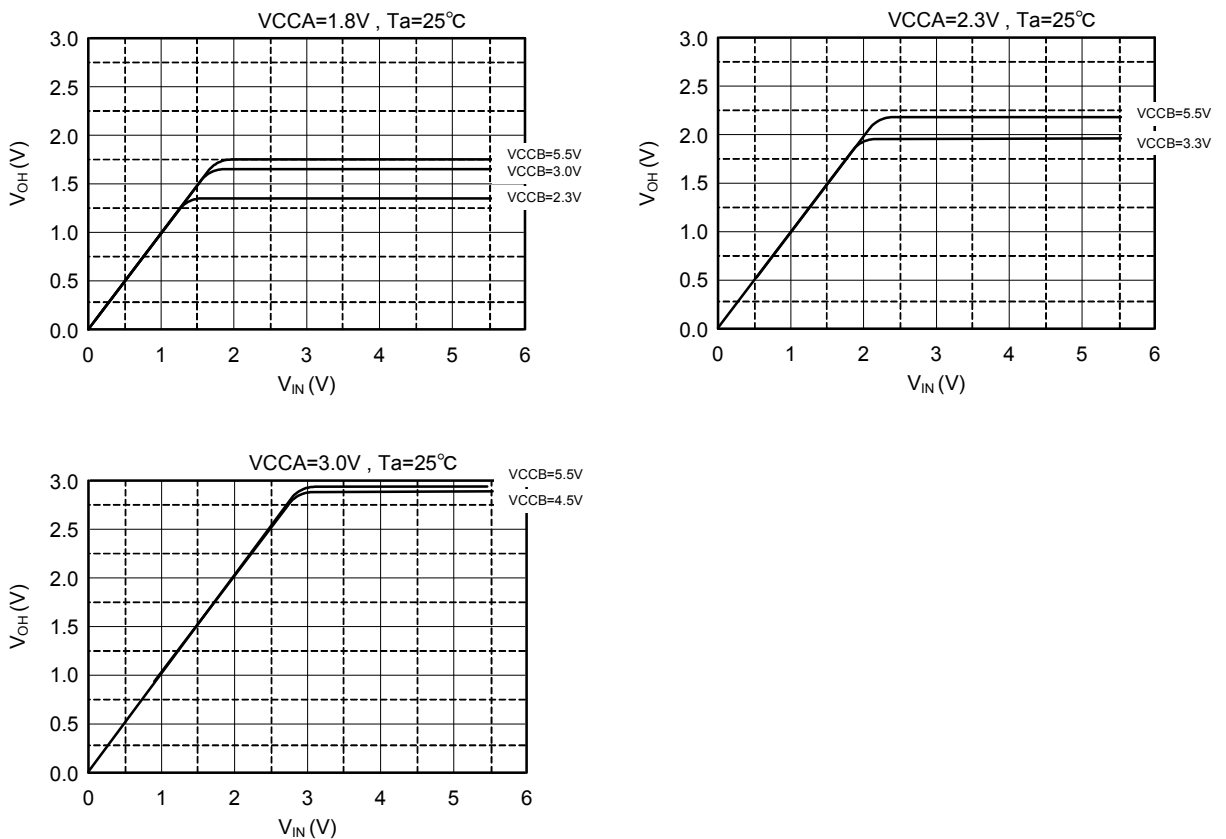 VCCA=1.8V , Ta=25℃
3.0
2.5
2.0
1.5
1.0
0.5
0.0
VOH (V)
VCCB=5.5V
VCCB=3.0V
VCCB=2.3V
0 1 2 3 4 5 6
VIN (V)
VCCA=2.3V , Ta=25℃
3.0
2.5
2.0
1.5
1.0
0.5
0.0
VOH (V)
VCCB=5.5V
VCCB=3.3V
0 1 2 3 4 5 6
VIN (V)
VCCA=3.0V , Ta=25℃
3.0
2.5
2.0
1.5
1.0
0.5
0.0
VOH (V)
VCCB=5.5V
VCCB=4.5V
0 1 2 3 4 5 6
VIN (V)